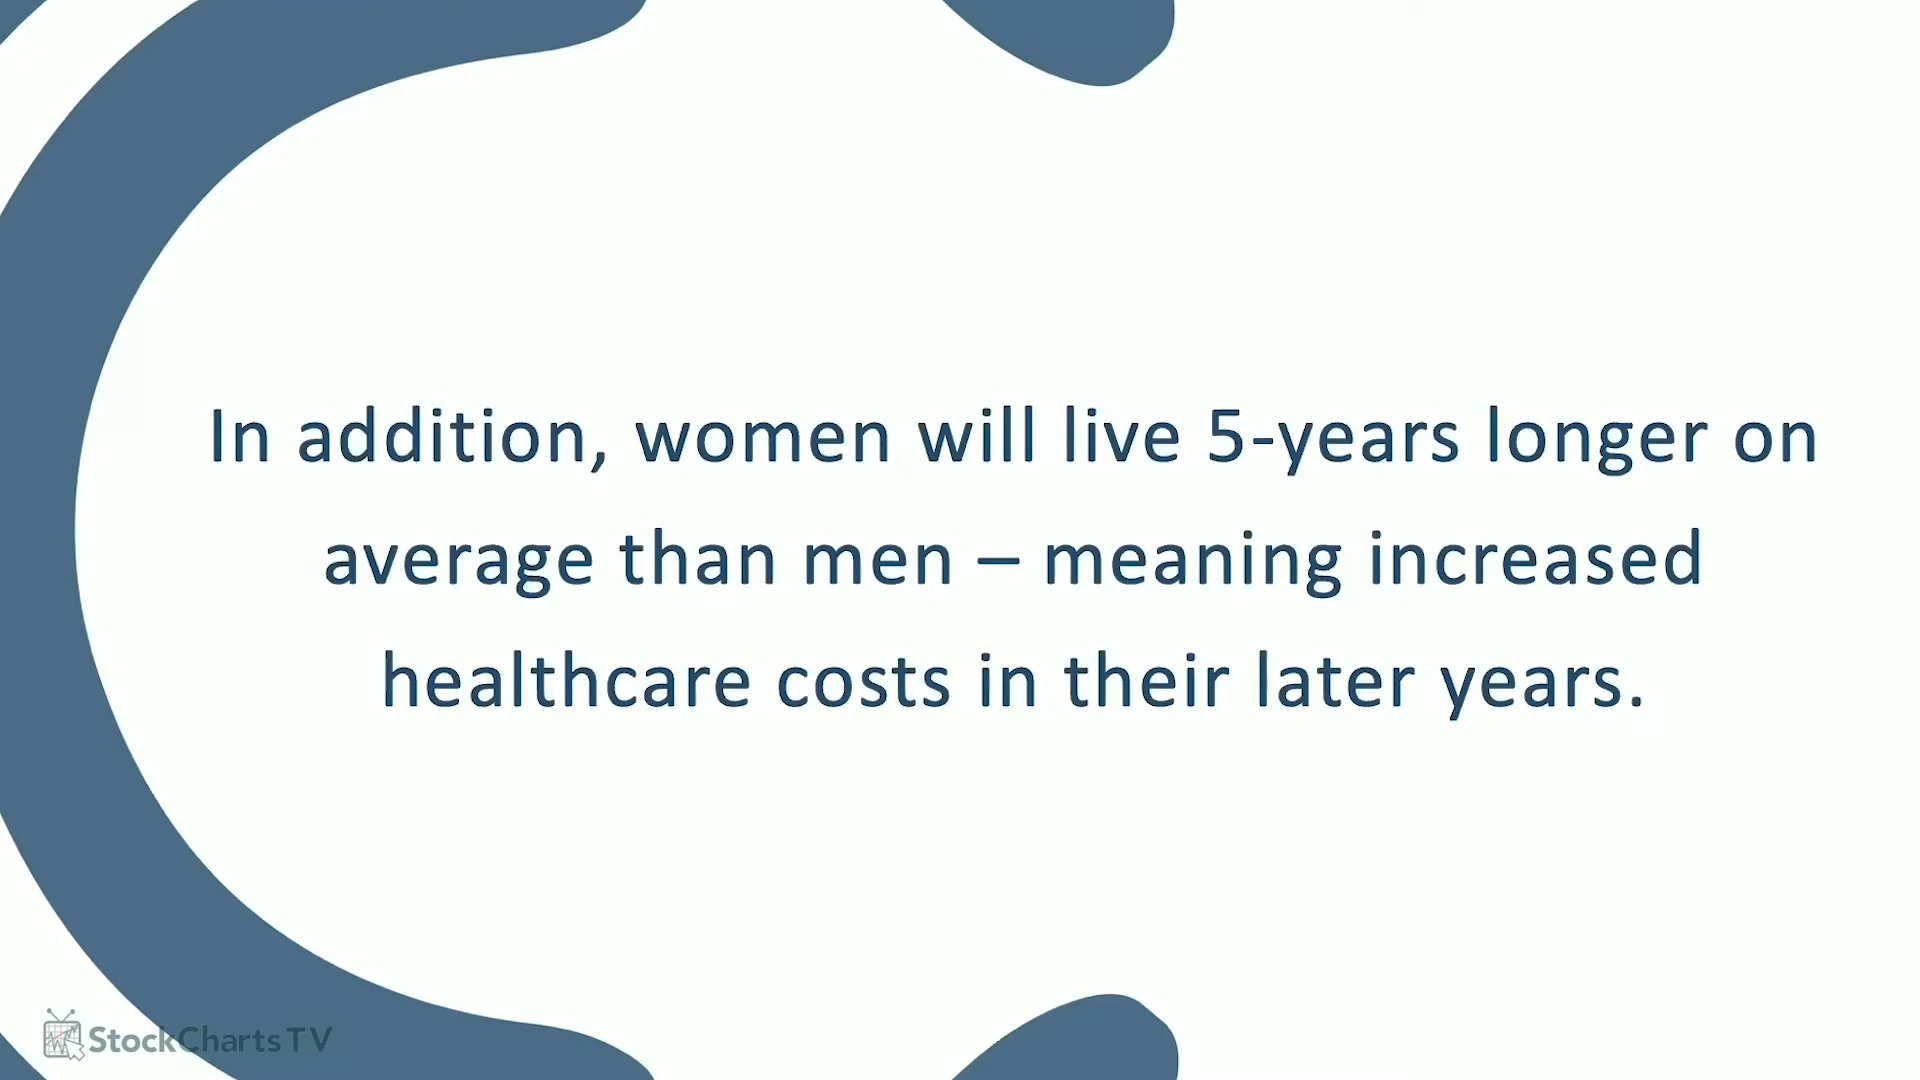 In addition, women will live 5-years longer on
average than men – meaning increased
healthcare costs in their later years.
StockCharts TV